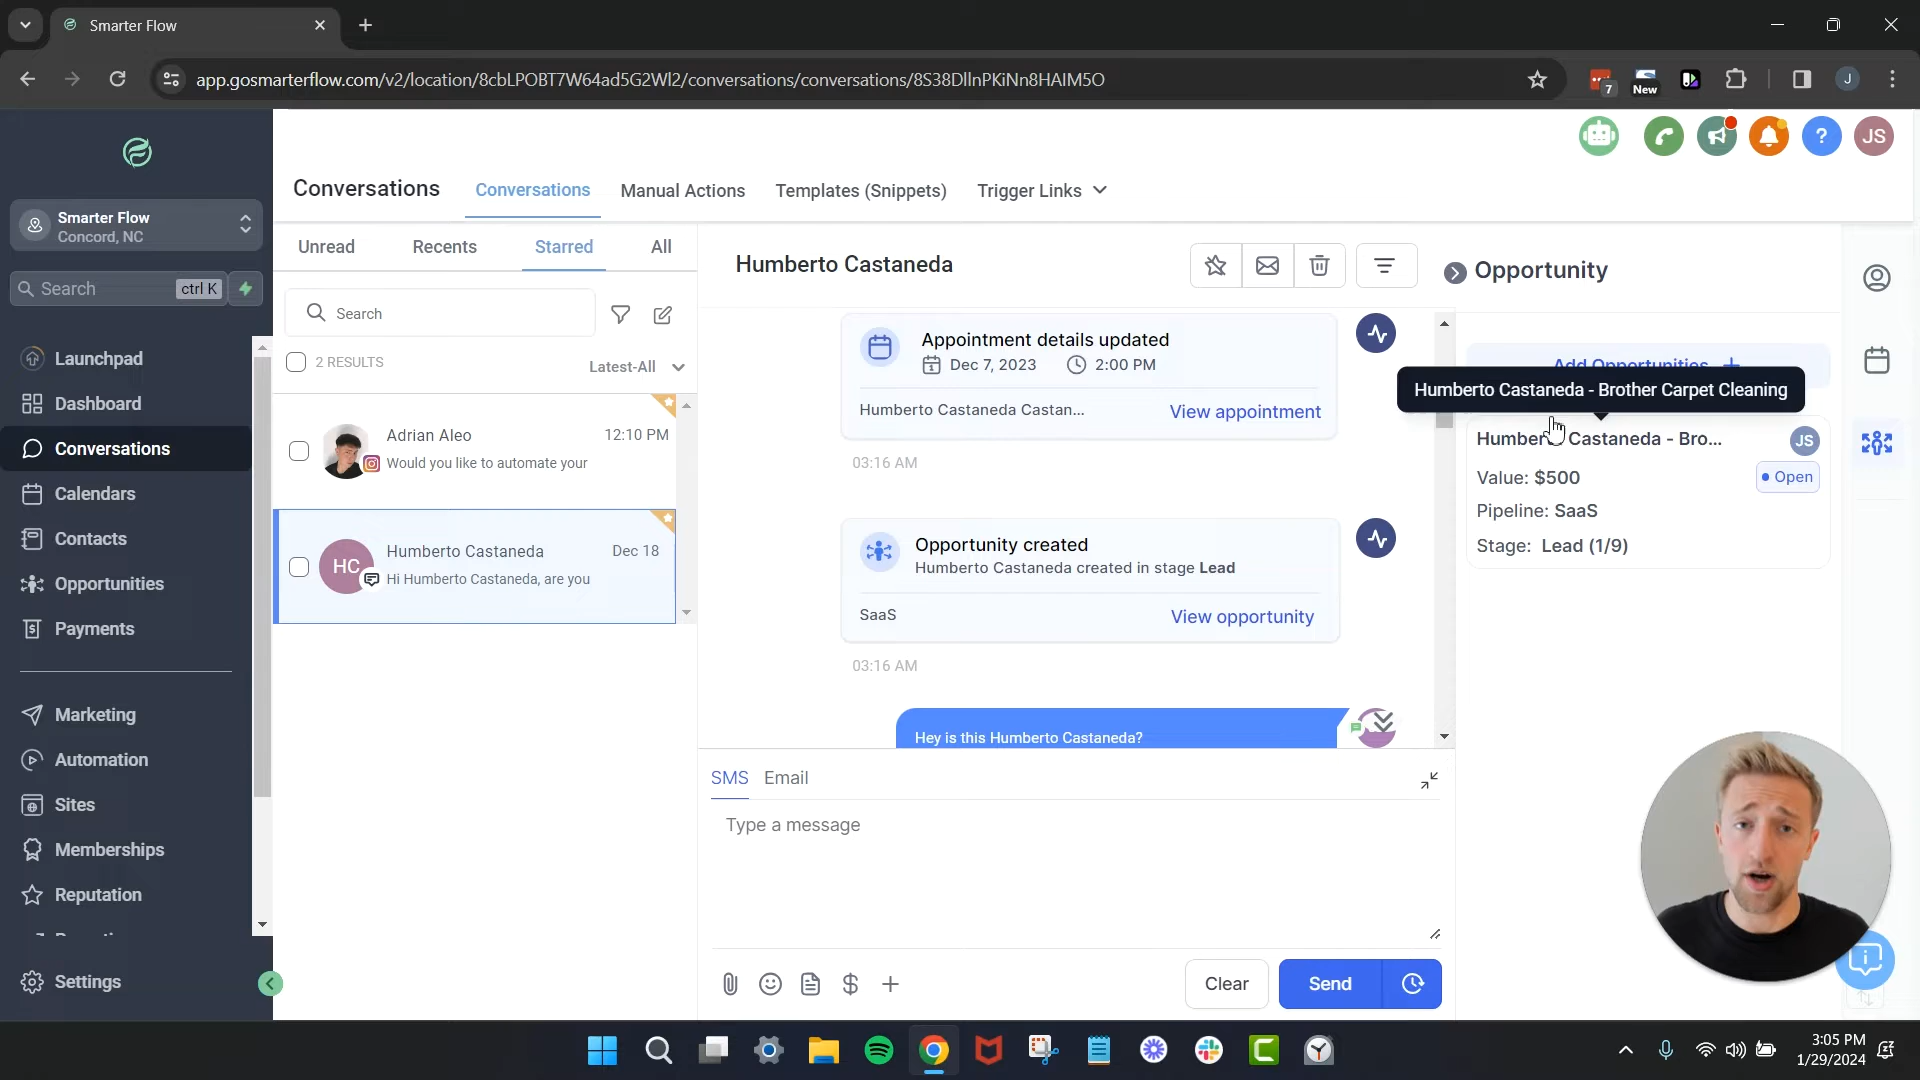 Smarter Flow
app.gosmarterflow.com/v2/location/8cbLPOBT7W64ad5G2Wl2/conversations/conversations/8S38DllnPKiNn8HAIM5O
7
New
J
Smarter Flow
Concord, NC
Search
ctrl K
Launchpad
Dashboard
Conversations
Calendars
Contacts
Opportunities
Payments
Marketing
Automation
Sites
Memberships
Reputation
Settings
?
JS
Conversations
Conversations
Manual Actions
Templates (Snippets)
Trigger Links
Unread
Recents
Starred
All
Search
2 RESULTS
Latest-All
Adrian Aleo
12:10 PM
Would you like to automate your
HC
Humberto Castaneda
Dec 18
Hi Humberto Castaneda, are you
Humberto Castaneda
Appointment details updated
Dec 7, 2023
2:00 PM
Humberto Castaneda Castan...
View appointment
03:16 AM
Opportunity created
Humberto Castaneda created in stage Lead
SaaS
View opportunity
03:16 AM
Hey is this Humberto Castaneda?
SMS
Email
Type a message
Clear
Send
Opportunity
Add Opportunities +
Humberto Castaneda - Brother Carpet Cleaning
Humberto Castaneda - Bro...
JS
Value: $500
Open
Pipeline: SaaS
Stage: Lead (1/9)
3:05 PM
1/29/2024